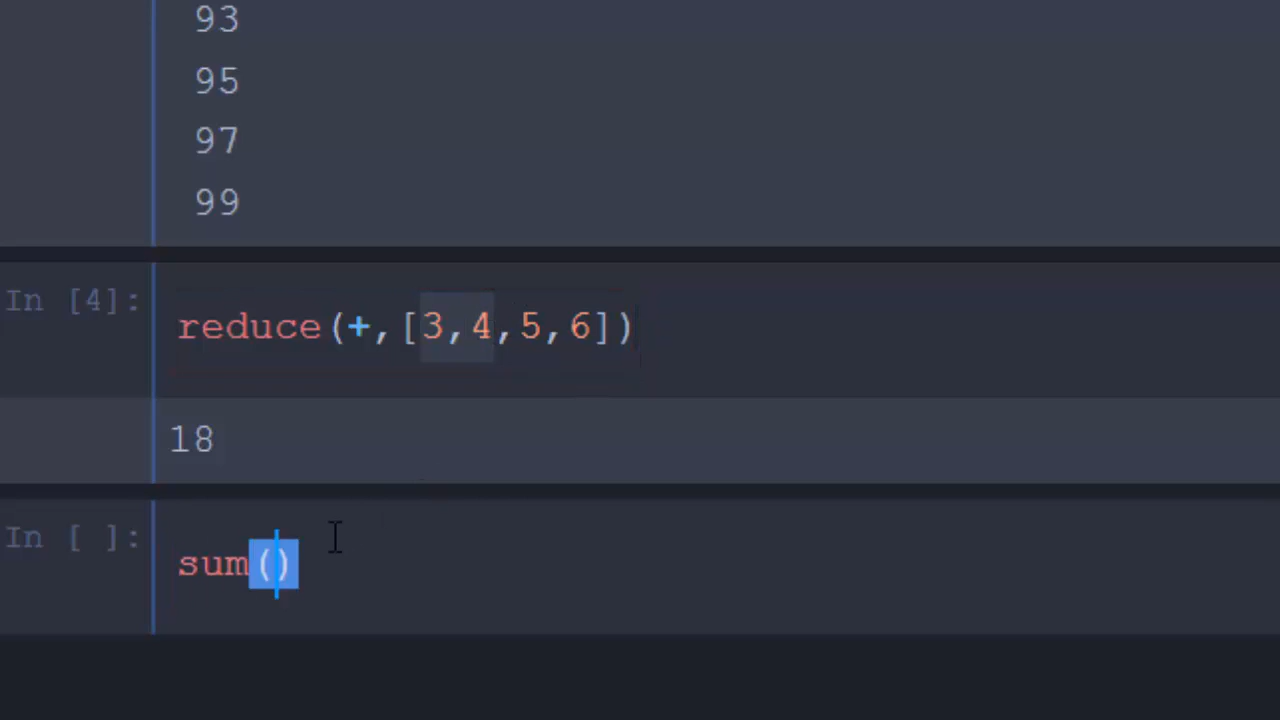 93
95
97
99
In [4]: reduce(+,[3,4,5,6])
18
In [ ]: sum()